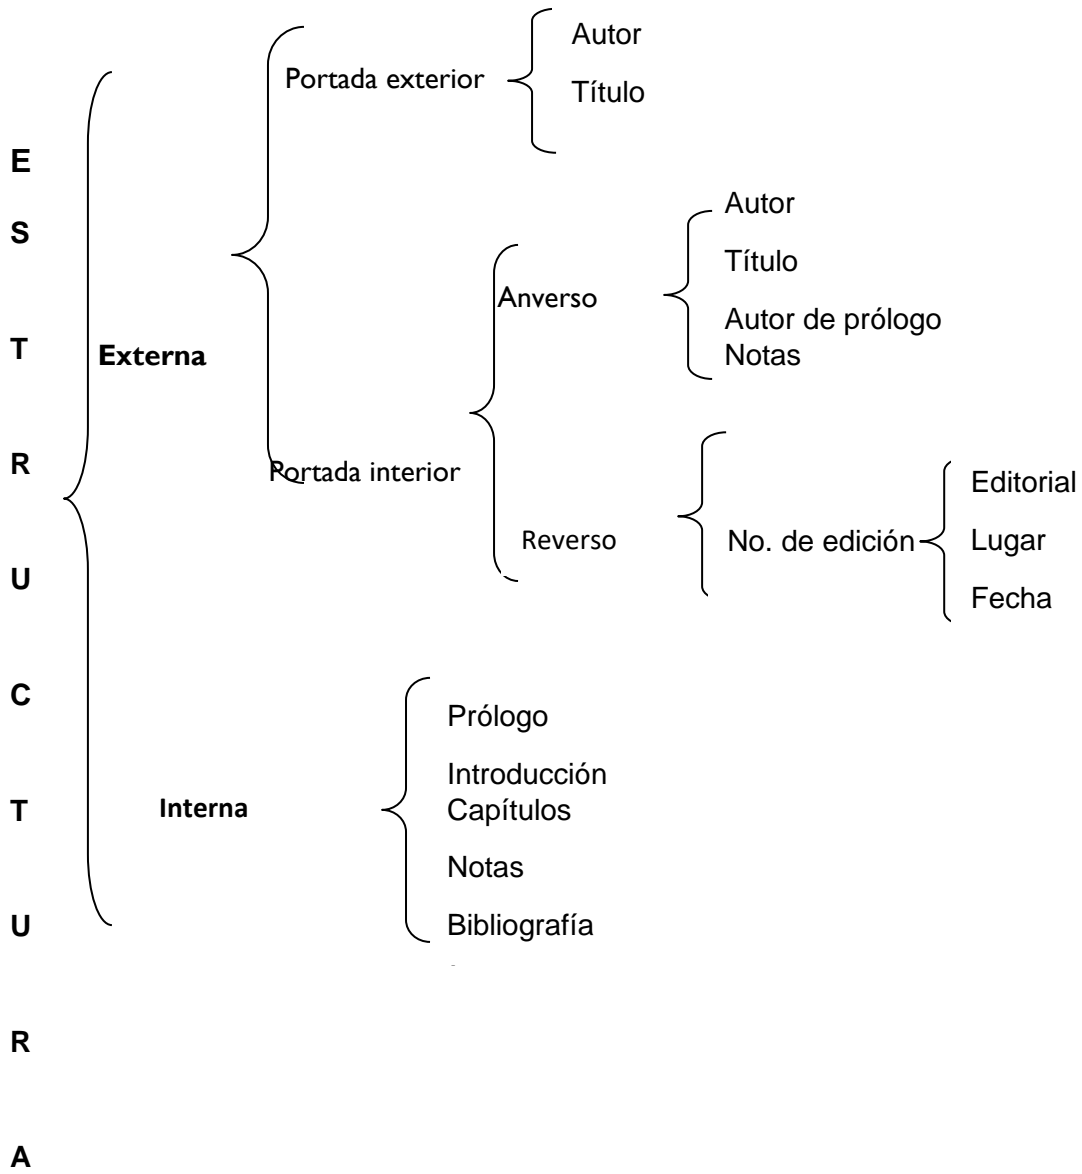 E
S
T
R
U
C
T
U
R
A
Externa
Portada exterior
Autor
Título
Portada interior
Anverso
Autor
Título
Autor de prólogo
Notas
Reverso
No. de edición
Editorial
Lugar
Fecha
Interna
Prólogo
Introducción
Capítulos
Notas
Bibliografía